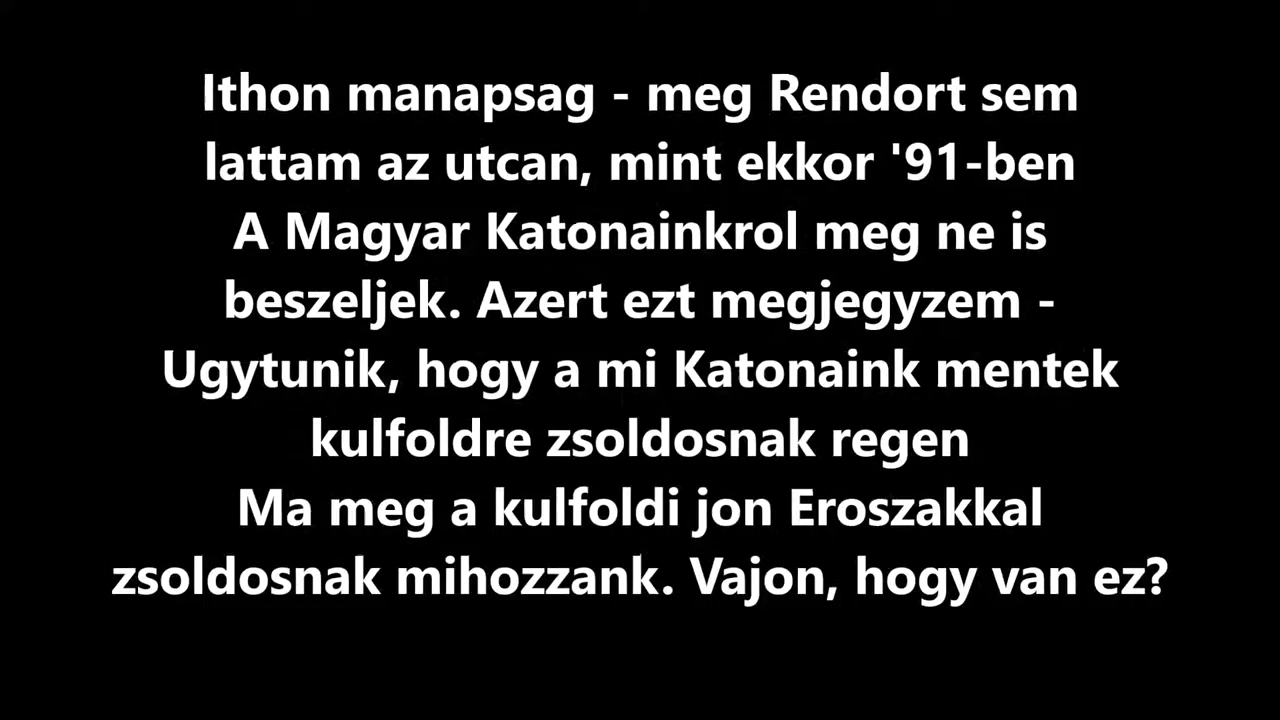 Ithon manapsag - meg Rendort sem
lattam az utcan, mint ekkor '91-ben
A Magyar Katonainkrol meg ne is
beszeljek. Azert ezt megjegyzem -
Ugytunik, hogy a mi Katonaink mentek
kulfoldre zsoldosnak regen
Ma meg a kulfoldi jon Eroszakkal
zsoldosnak mihozzank. Vajon, hogy van ez?